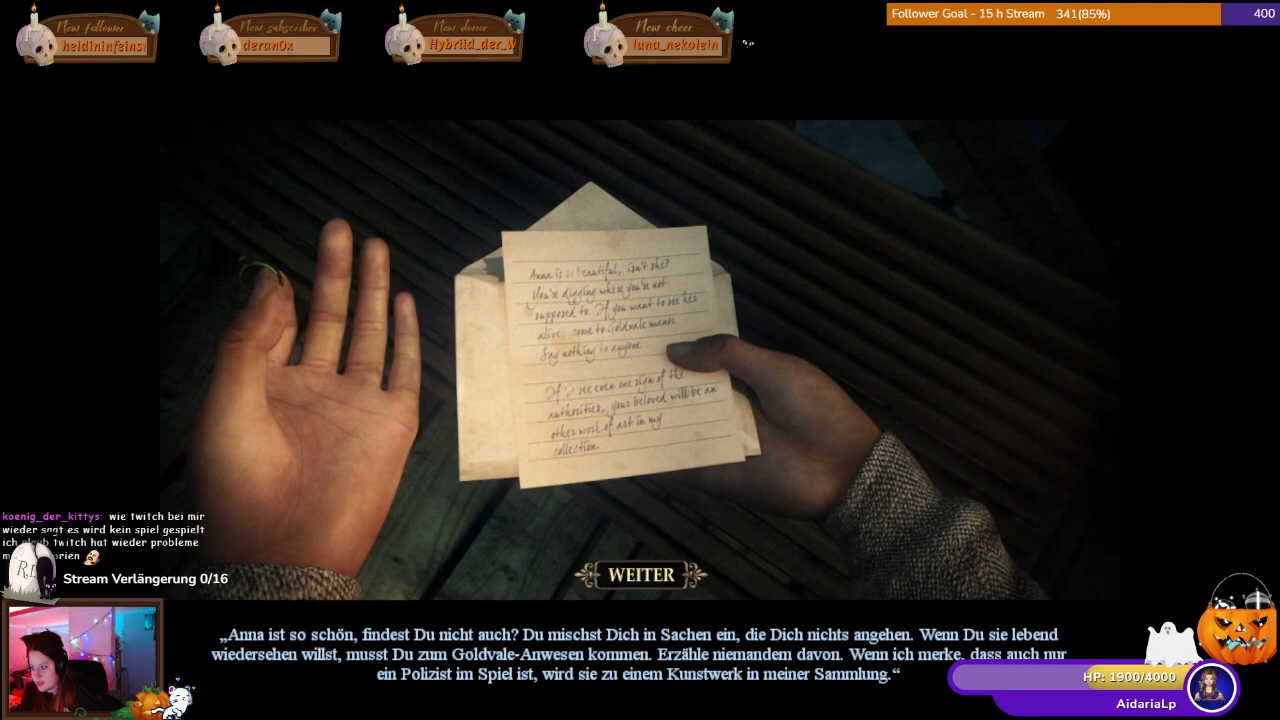 New follower
heldininfeins
New subscriber
deran0x
New donor
Hybriid_der_W
New cheer
luna_nekolein
Follower Goal - 15 h Stream 341(85%) 400
Anna is so beautiful, isn't she?
You're digging where you're not
supposed to. If you want to see her
alive, come to Goldvale manor.
Say nothing to anyone.
If I see even one sign of the
authorities, your beloved will be an
other work of art in my
collection.
WEITER
koenig_der_kittys: wie twitch bei mir
wieder sagt es wird kein spiel gespielt
ich glaub twitch hat wieder probleme
Stream Verlängerung 0/16
„Anna ist so schön, findest Du nicht auch? Du mischst Dich in Sachen ein, die Dich nichts angehen. Wenn Du sie lebend
wiedersehen willst, musst Du zum Goldvale-Anwesen kommen. Erzähle niemandem davon. Wenn ich merke, dass auch nur
ein Polizist im Spiel ist, wird sie zu einem Kunstwerk in meiner Sammlung.“
HP: 1900/4000
AidariaLp